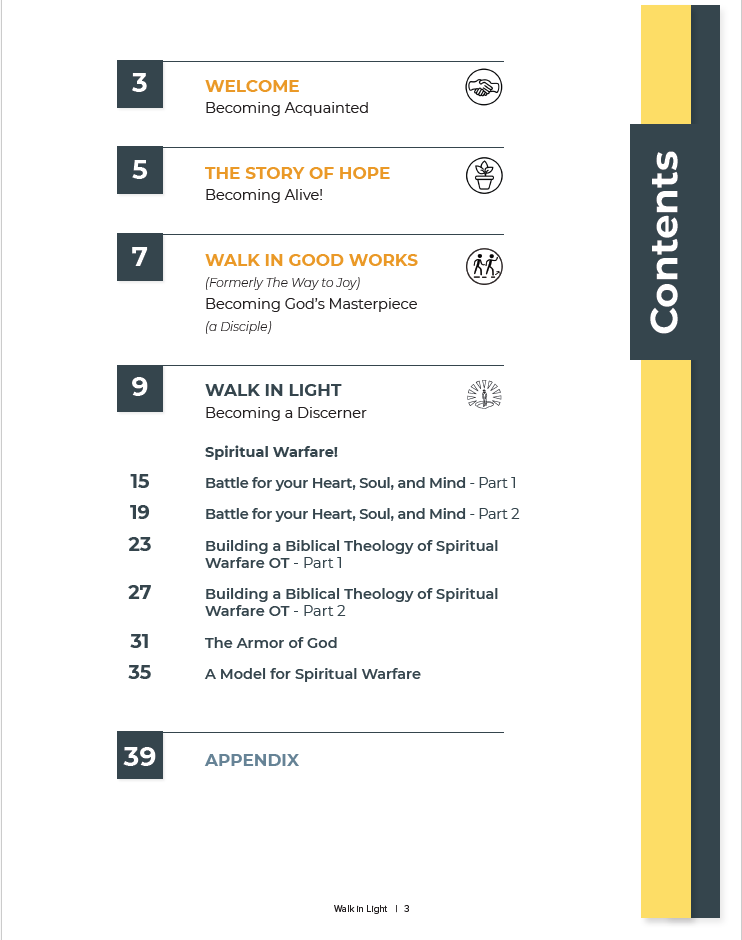 Contents
3
WELCOME
Becoming Acquainted
5
THE STORY OF HOPE
Becoming Alive!
7
WALK IN GOOD WORKS
(Formerly The Way to Joy)
Becoming God's Masterpiece
(a Disciple)
9
WALK IN LIGHT
Becoming a Discerner
Spiritual Warfare!
15 Battle for your Heart, Soul, and Mind - Part 1
19 Battle for your Heart, Soul, and Mind - Part 2
23 Building a Biblical Theology of Spiritual
Warfare OT - Part 1
27 Building a Biblical Theology of Spiritual
Warfare OT - Part 2
31 The Armor of God
35 A Model for Spiritual Warfare
39 APPENDIX
Walk in Light | 3